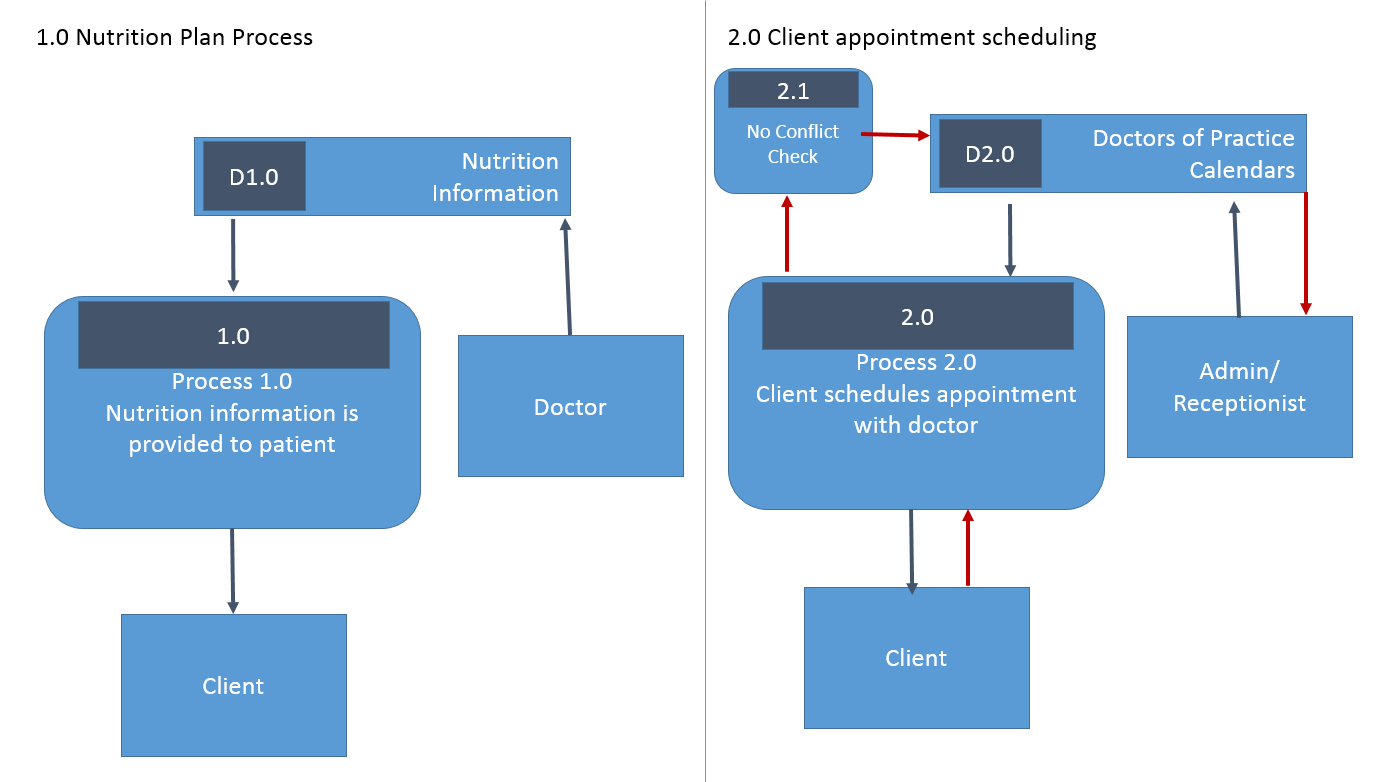 1.0 Nutrition Plan Process
D1.0
Nutrition
Information
1.0
Process 1.0
Nutrition information is
provided to patient
Doctor
Client
2.0 Client appointment scheduling
2.1
No Conflict
Check
D2.0
Doctors of Practice
Calendars
2.0
Process 2.0
Client schedules appointment
with doctor
Admin/
Receptionist
Client